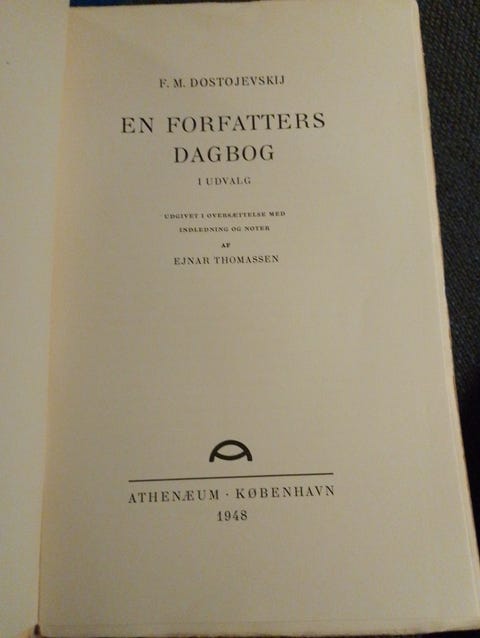 F. M. DOSTOJEVSKIJ
EN FORFATTERS
DAGBOG
I UDVALG
UDGIVET I OVERSÆTTELSE MED
INDLEDNING OG NOTER
AF
EJNAR THOMASSEN
ATHENÆUM · KØBENHAVN
1948